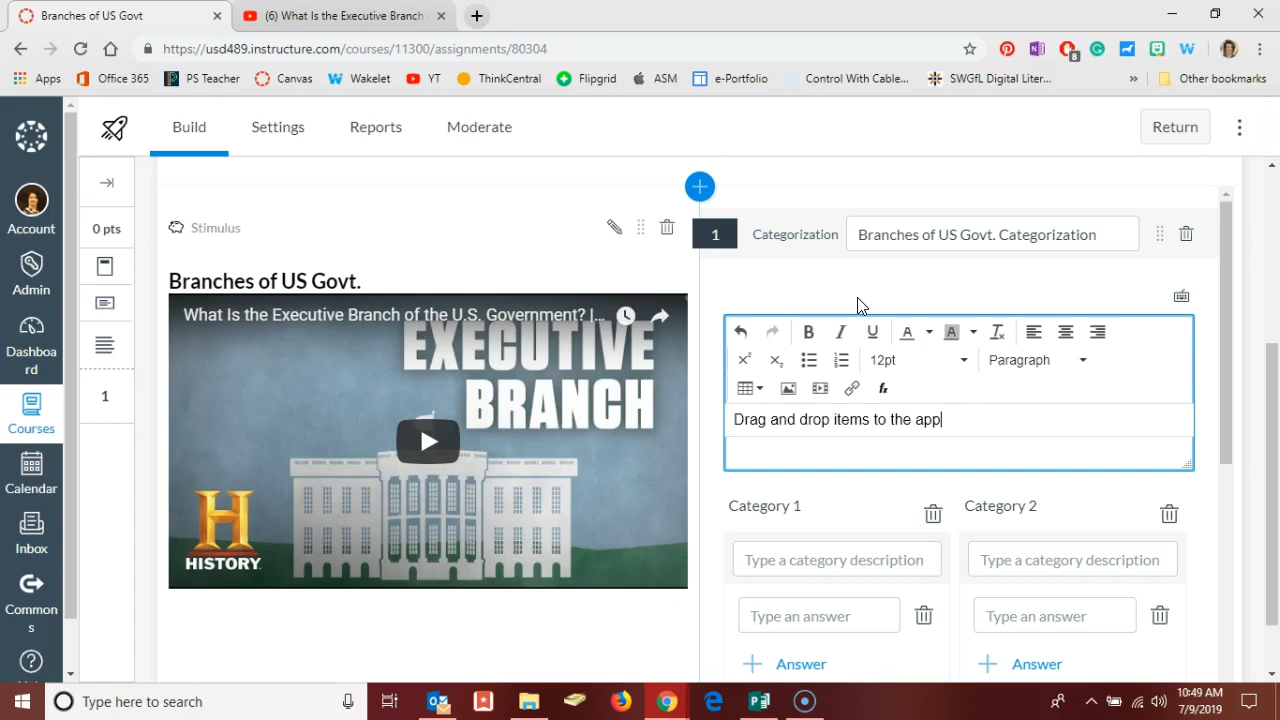 Branches of US Govt
(6) What Is the Executive Branch
https://usd489.instructure.com/courses/11300/assignments/80304
8
Apps
Office 365
PS Teacher
Canvas
Wakelet
YT
ThinkCentral
Flipgrid
ASM
Portfolio
Control With Cable...
SWGfL Digital Liter...
Other bookmarks
Build
Settings
Reports
Moderate
Return
Account
Admin
Dashboa
rd
Courses
Calendar
Inbox
Common
s
0 pts
1
Stimulus
Branches of US Govt.
What Is the Executive Branch of the U.S. Government? |...
EXECUTIVE
BRANCH
H
HISTORY.
1
Categorization
Branches of US Govt. Categorization
B I U A A
12pt
Paragraph
Drag and drop items to the app
Category 1
Category 2
Type a category description
Type a category description
Type an answer
Type an answer
Answer
Answer
Type here to search
10:49 AM
7/9/2019